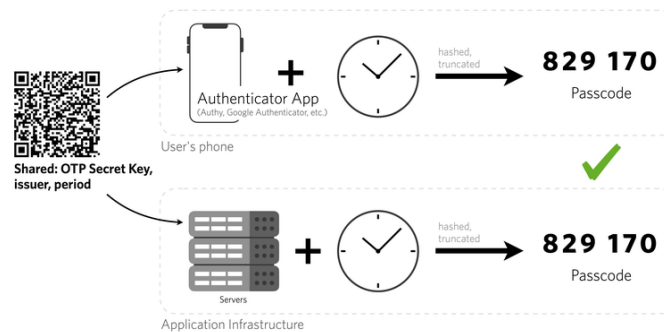 hashed,
truncated
829 170
Authenticator App
(Authy, Google Authenticator, etc.)
Passcode
User's phone
Shared: OTP Secret Key,
issuer, period
hashed,
truncated
829 170
Passcode
Servers
Application Infrastructure